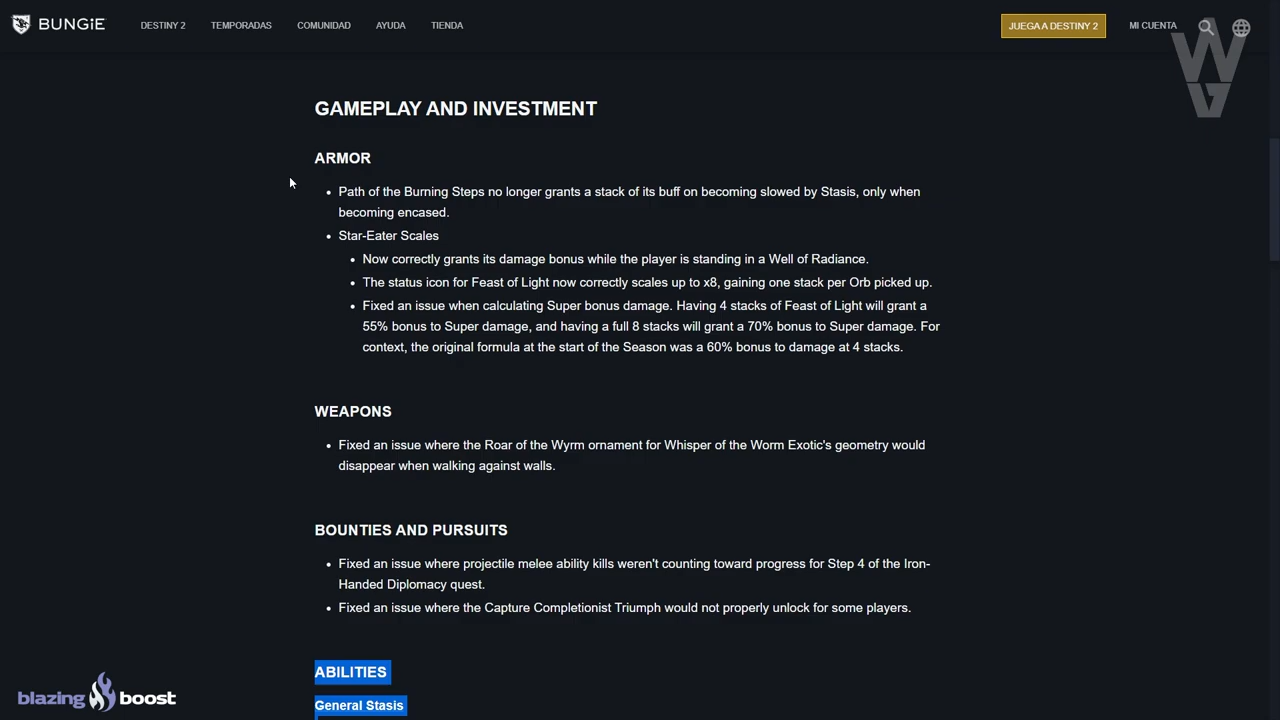 BUNGiE DESTINY 2 TEMPORADAS COMUNIDAD AYUDA TIENDA JUEGA A DESTINY 2 MI CUENTA
GAMEPLAY AND INVESTMENT
ARMOR
Path of the Burning Steps no longer grants a stack of its buff on becoming slowed by Stasis, only when
becoming encased.
Star-Eater Scales
Now correctly grants its damage bonus while the player is standing in a Well of Radiance.
The status icon for Feast of Light now correctly scales up to x8, gaining one stack per Orb picked up.
Fixed an issue when calculating Super bonus damage. Having 4 stacks of Feast of Light will grant a
55% bonus to Super damage, and having a full 8 stacks will grant a 70% bonus to Super damage. For
context, the original formula at the start of the Season was a 60% bonus to damage at 4 stacks.
WEAPONS
Fixed an issue where the Roar of the Wyrm ornament for Whisper of the Worm Exotic's geometry would
disappear when walking against walls.
BOUNTIES AND PURSUITS
Fixed an issue where projectile melee ability kills weren't counting toward progress for Step 4 of the Iron-
Handed Diplomacy quest.
Fixed an issue where the Capture Completionist Triumph would not properly unlock for some players.
ABILITIES
General Stasis
blazing boost